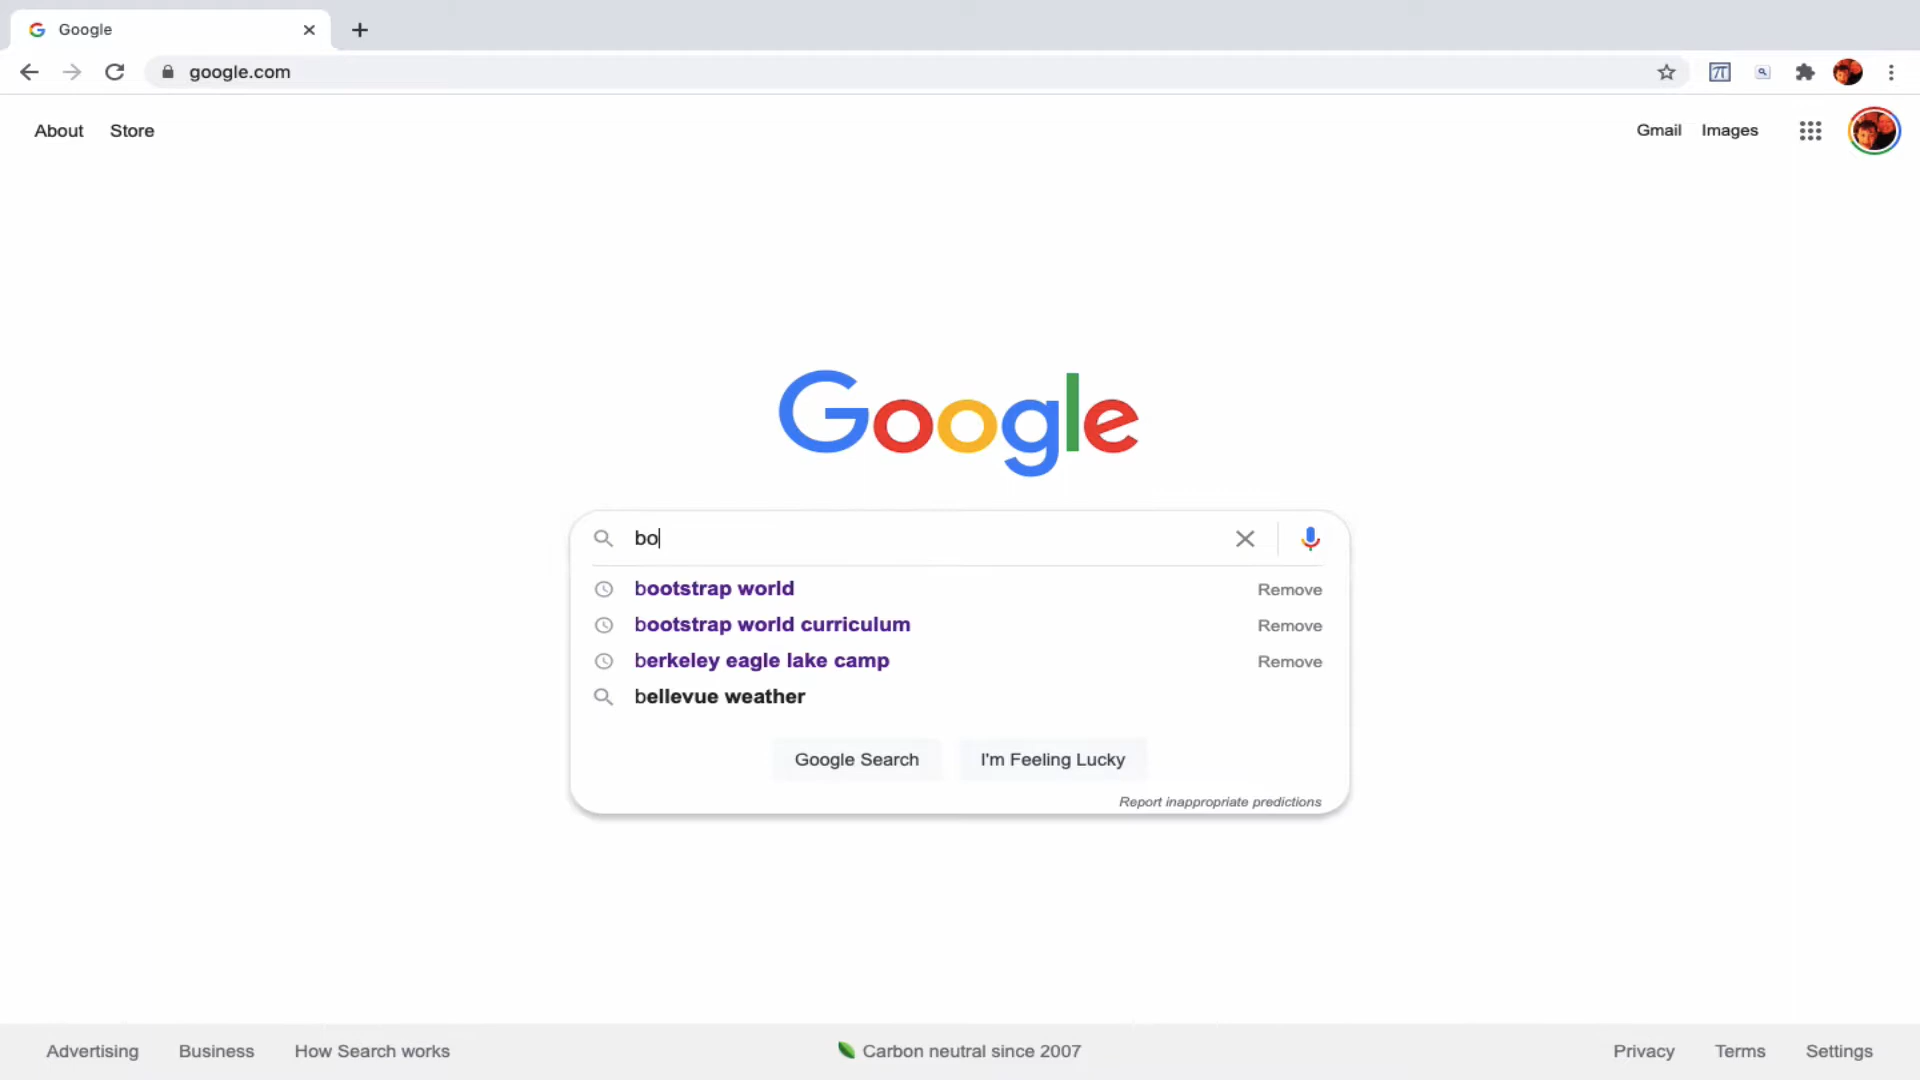 Google
google.com
About Store
Gmail Images
Google
bo
bootstrap world Remove
bootstrap world curriculum Remove
berkeley eagle lake camp Remove
bellevue weather
Google Search I'm Feeling Lucky
Report inappropriate predictions
Advertising Business How Search works
Carbon neutral since 2007
Privacy Terms Settings